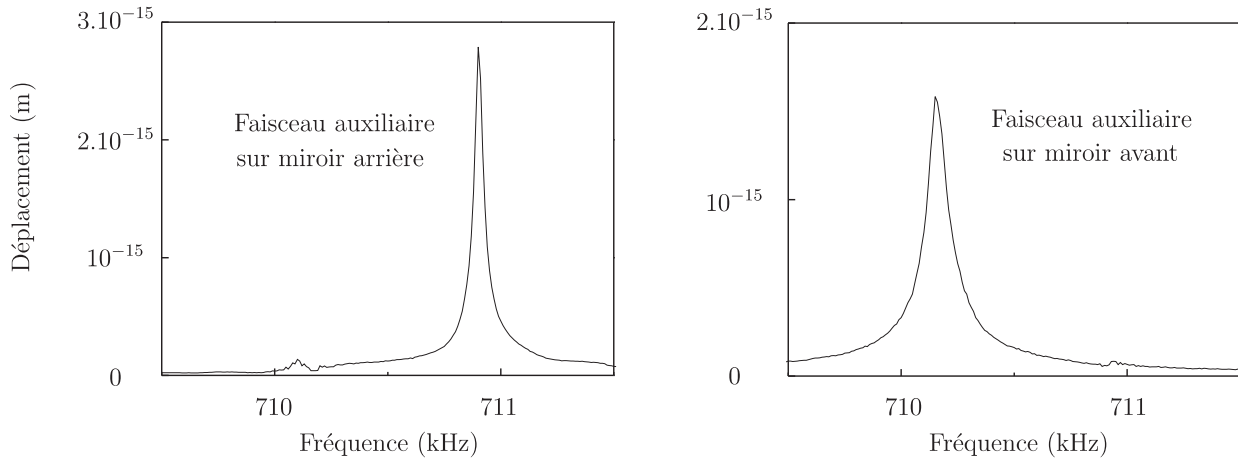 3.10⁻¹⁵
2.10⁻¹⁵
10⁻¹⁵
0
Déplacement (m)
Faisceau auxiliaire
sur miroir arrière
710
711
Fréquence (kHz)
2.10⁻¹⁵
10⁻¹⁵
0
Faisceau auxiliaire
sur miroir avant
710
711
Fréquence (kHz)